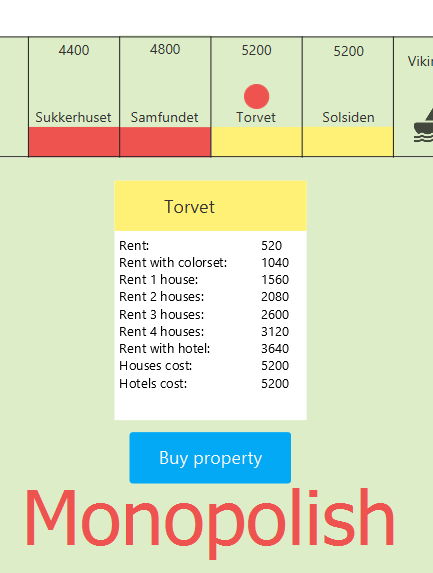 4400 4800 5200 5200
Viki
Sukkerhuset Samfundet Torvet Solsiden
Torvet
Rent: 520
Rent with colorset: 1040
Rent 1 house: 1560
Rent 2 houses: 2080
Rent 3 houses: 2600
Rent 4 houses: 3120
Rent with hotel: 3640
Houses cost: 5200
Hotels cost: 5200
Buy property
Monopolish